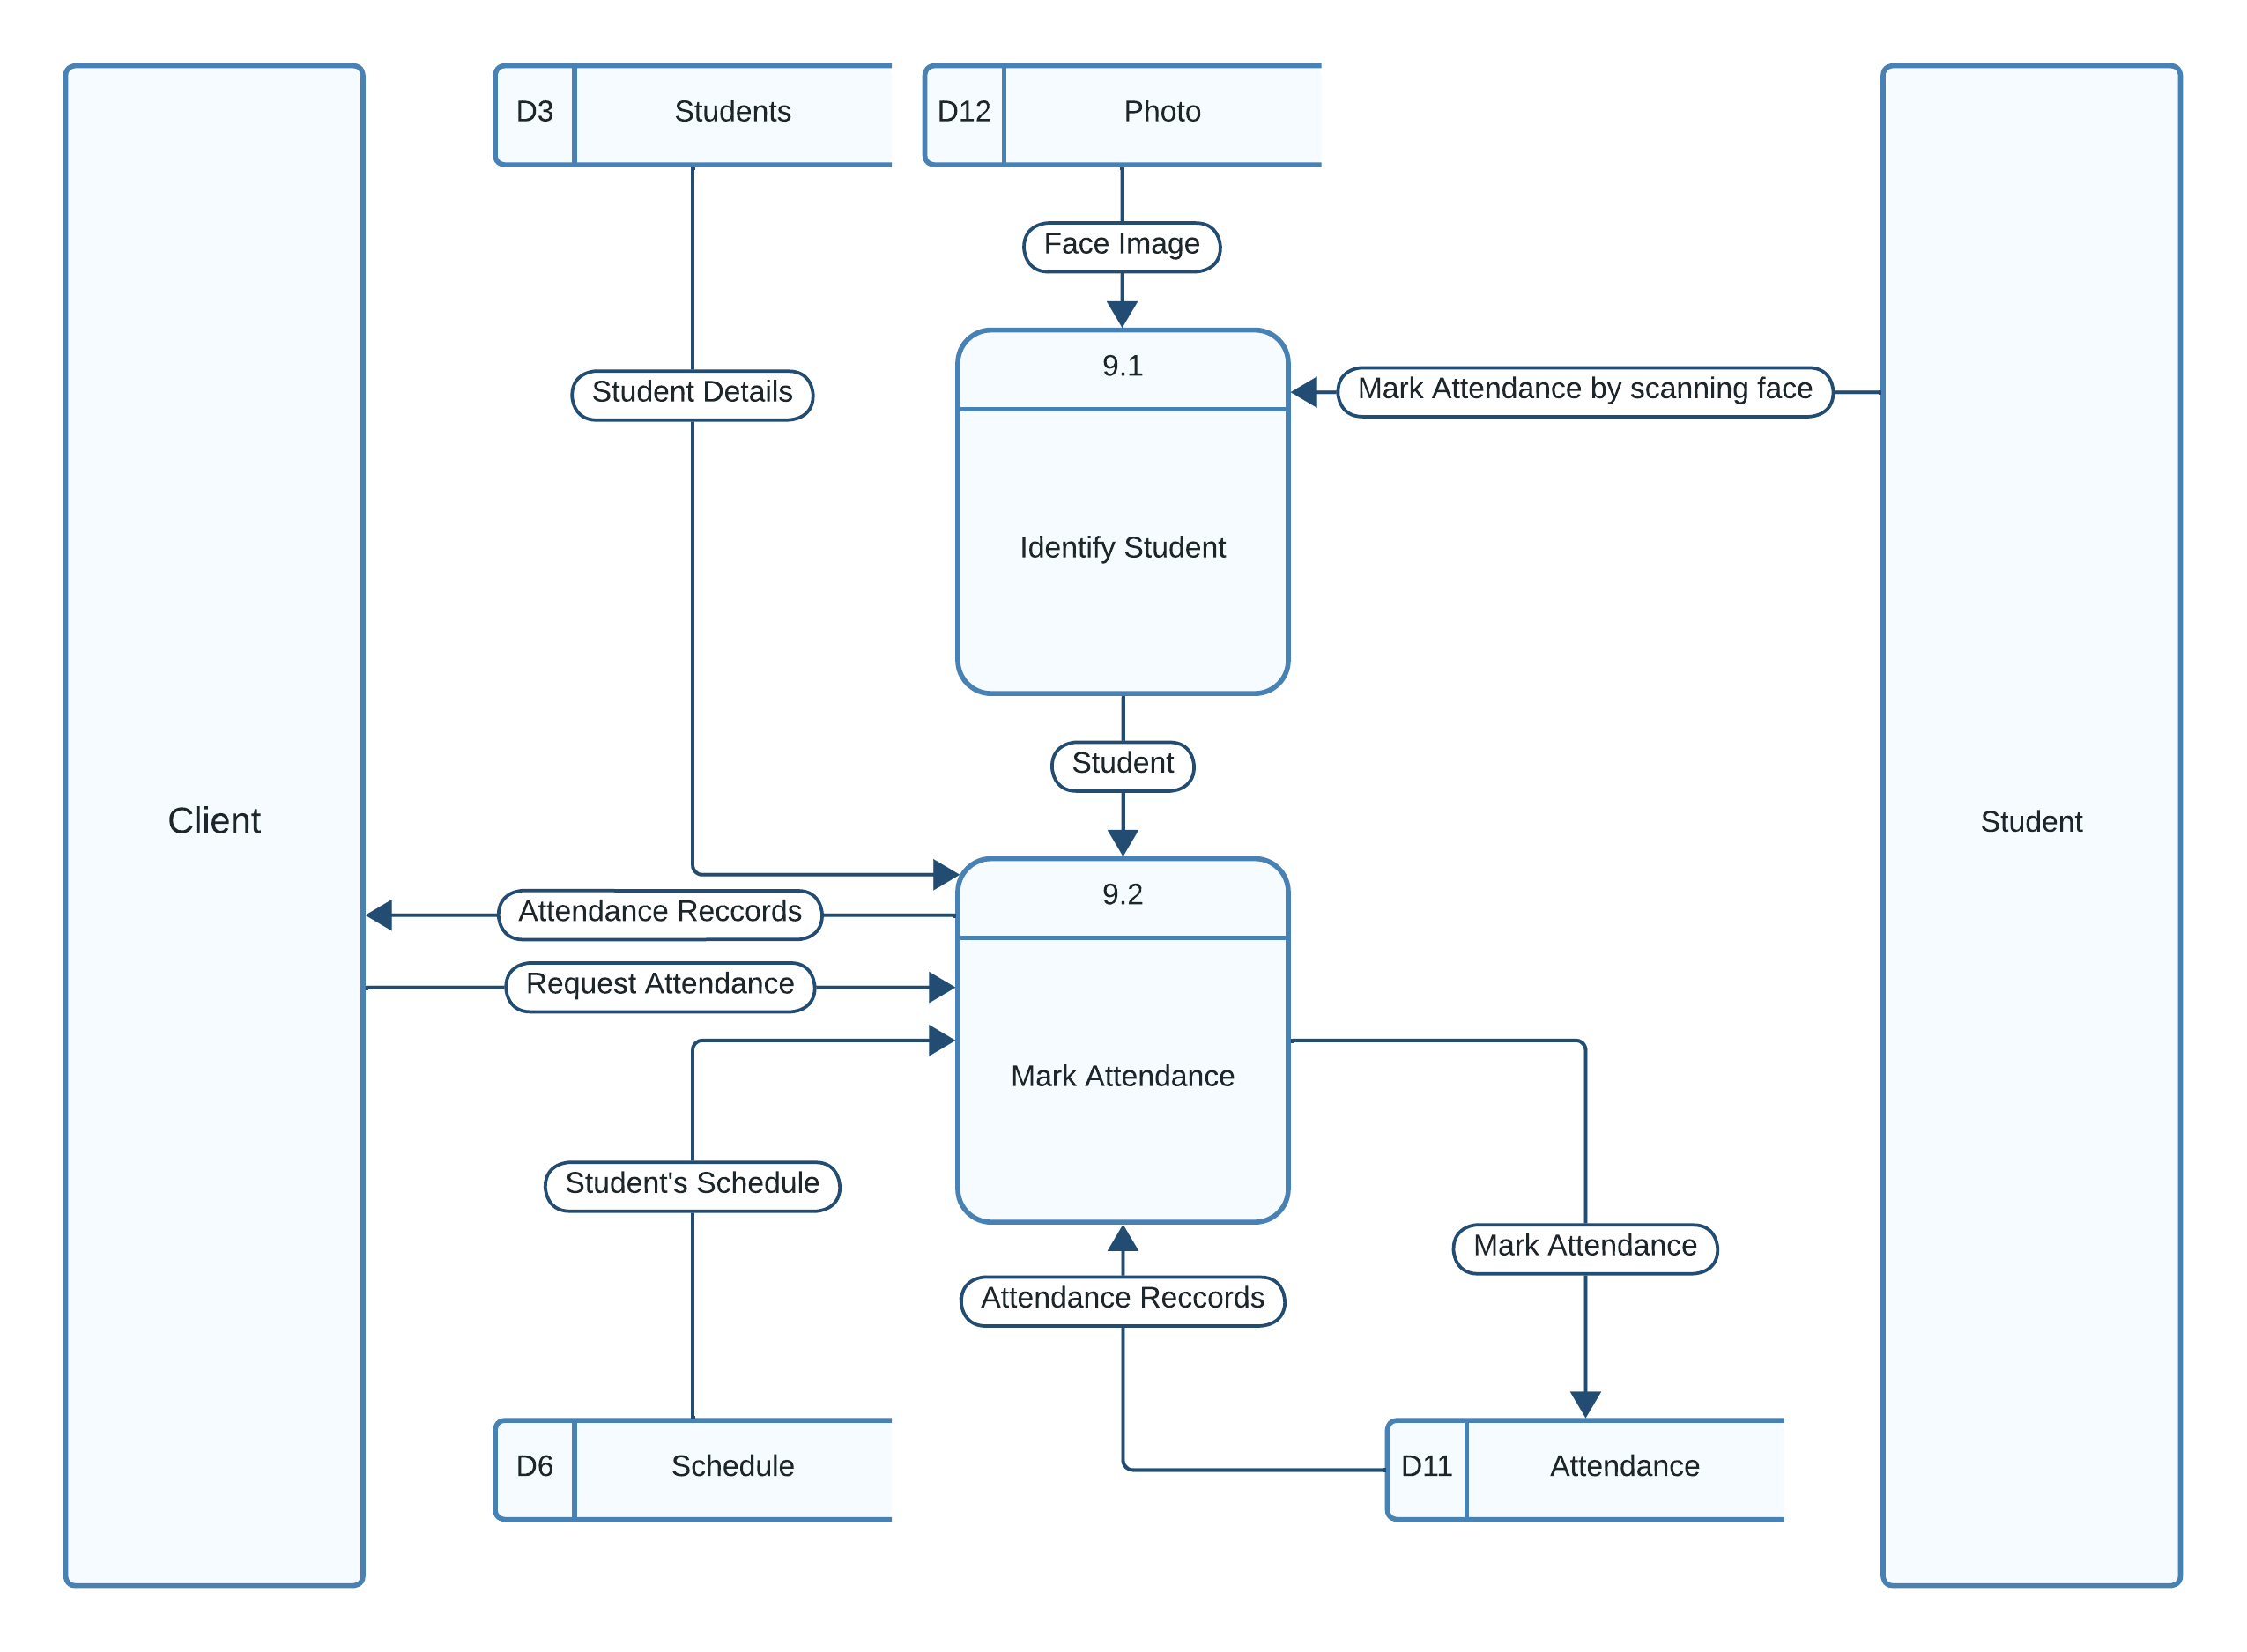 D3
Students
D12
Photo
Face Image
9.1
Student Details
Mark Attendance by scanning face
Identify Student
Student
Client
Student
9.2
Attendance Reccords
Request Attendance
Mark Attendance
Student's Schedule
Mark Attendance
Attendance Reccords
D6
Schedule
D11
Attendance